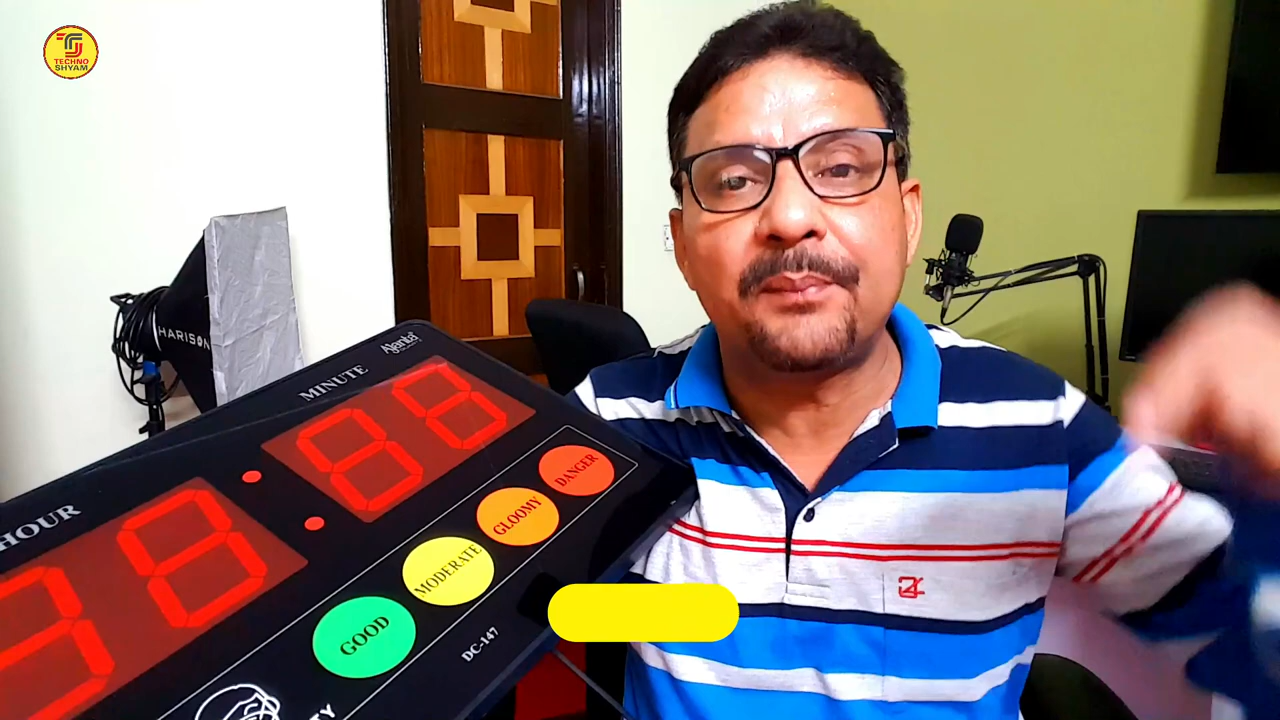 TECHNO
SHYAM
HARISON
Ajanta
HOUR
MINUTE
GOOD
MODERATE
GLOOMY
DANGER
DC-147